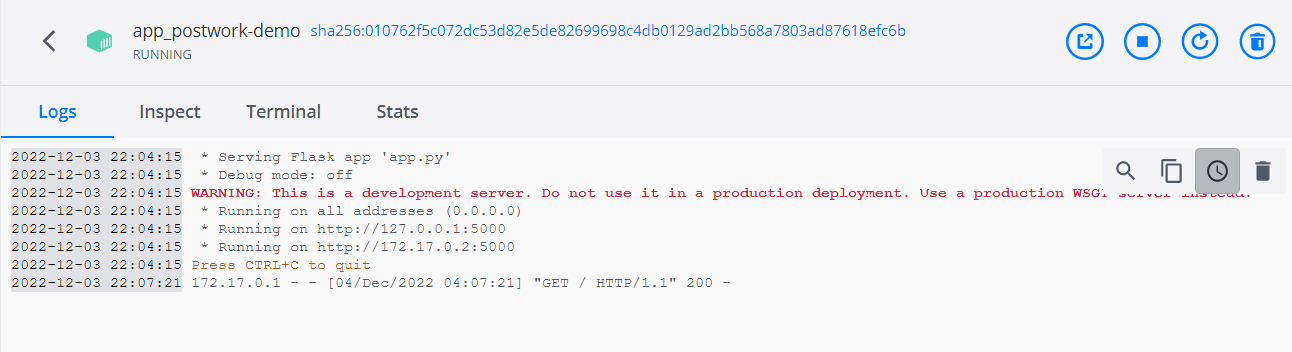 app_postwork-demo sha256:010762f5c072dc53d82e5de82699698c4db0129ad2bb568a7803ad87618efc6b
RUNNING
Logs Inspect Terminal Stats
2022-12-03 22:04:15 * Serving Flask app 'app.py'
2022-12-03 22:04:15 * Debug mode: off
2022-12-03 22:04:15 WARNING: This is a development server. Do not use it in a production deployment. Use a production WSGI server instead.
2022-12-03 22:04:15 * Running on all addresses (0.0.0.0)
2022-12-03 22:04:15 * Running on http://127.0.0.1:5000
2022-12-03 22:04:15 * Running on http://172.17.0.2:5000
2022-12-03 22:04:15 Press CTRL+C to quit
2022-12-03 22:07:21 172.17.0.1 - - [04/Dec/2022 04:07:21] "GET / HTTP/1.1" 200 -